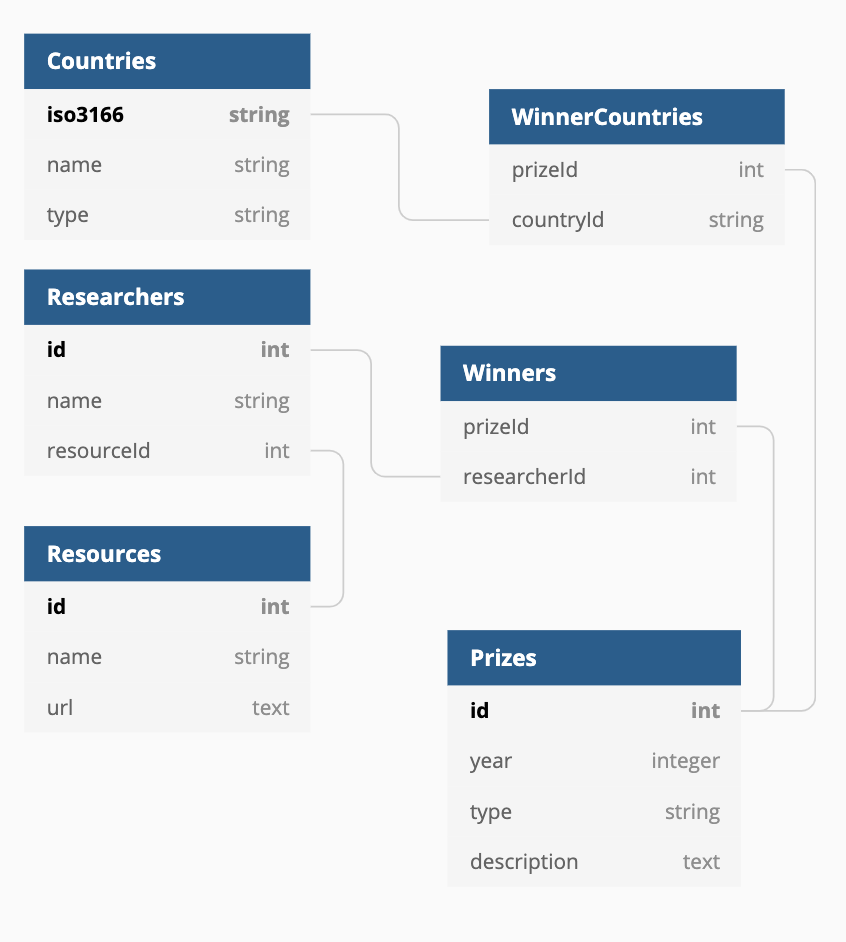 Countries
iso3166 string
name string
type string
WinnerCountries
prizeId int
countryId string
Researchers
id int
name string
resourceId int
Winners
prizeId int
researcherId int
Resources
id int
name string
url text
Prizes
id int
year integer
type string
description text